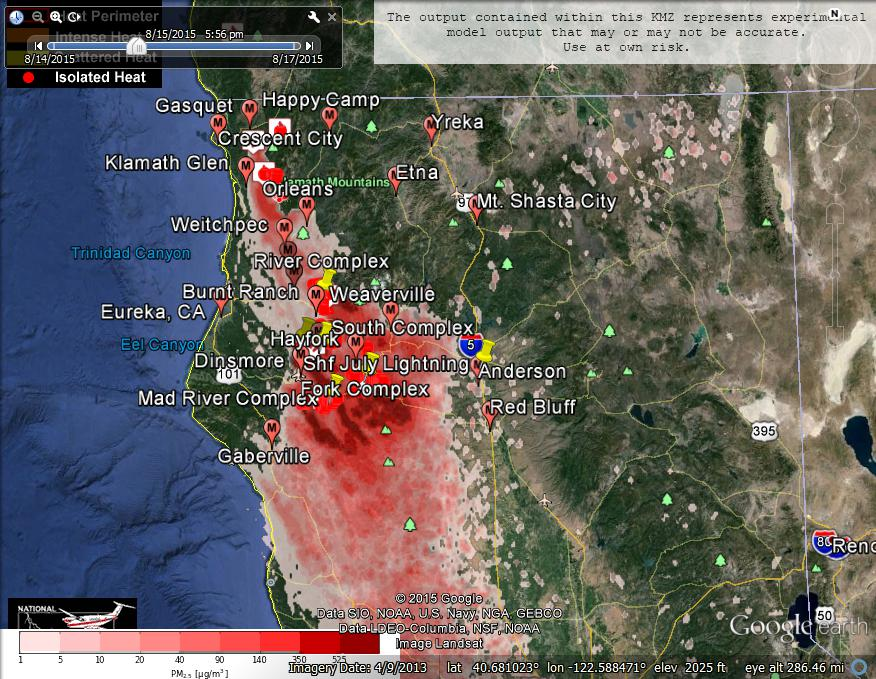 Heat Perimeter
Intense Heat
Scattered Heat
Isolated Heat
8/15/2015 5:56 pm
8/14/2015
8/17/2015
The output contained within this KMZ represents experimental
model output that may or may not be accurate.
Use at own risk.
N
Gasquet
Happy Camp
Yreka
Crescent City
Klamath Glen
Etna
Klamath Mountains
Orleans
Mt. Shasta City
Weitchpec
Trinidad Canyon
River Complex
Burnt Ranch
Weaverville
Eureka, CA
South Complex
Hayfork
5
Eel Canyon
Dinsmore
Shf July Lightning
Anderson
101
Fork Complex
Mad River Complex
Red Bluff
395
Gaberville
80
Reno
© 2015 Google
Data SIO, NOAA, U.S. Navy, NGA, GEBCO
Data LDEO-Columbia, NSF, NOAA
Image Landsat
50
Google earth
NATIONAL
1 5 10 20 40 90 140 350 525
PM2.5 [µg/m³]
Imagery Date: 4/9/2013 lat 40.681023° lon -122.588471° elev 2025 ft eye alt 286.46 mi